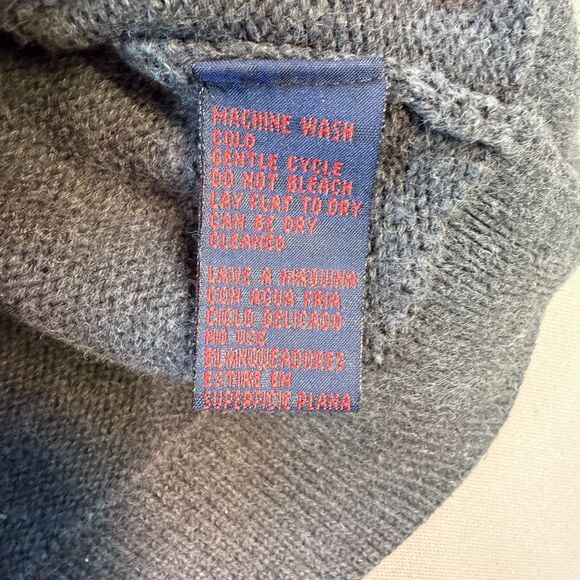 MACHINE WASH
COLD
GENTLE CYCLE
DO NOT BLEACH
LAY FLAT TO DRY
CAN BE DRY
CLEANED
LAVE A MAQUINA
CON AGUA FRIA
CICLO DELICADO
NO USE
BLANQUEADORES
ESTIRE EM
SUPERFICIE PLANA